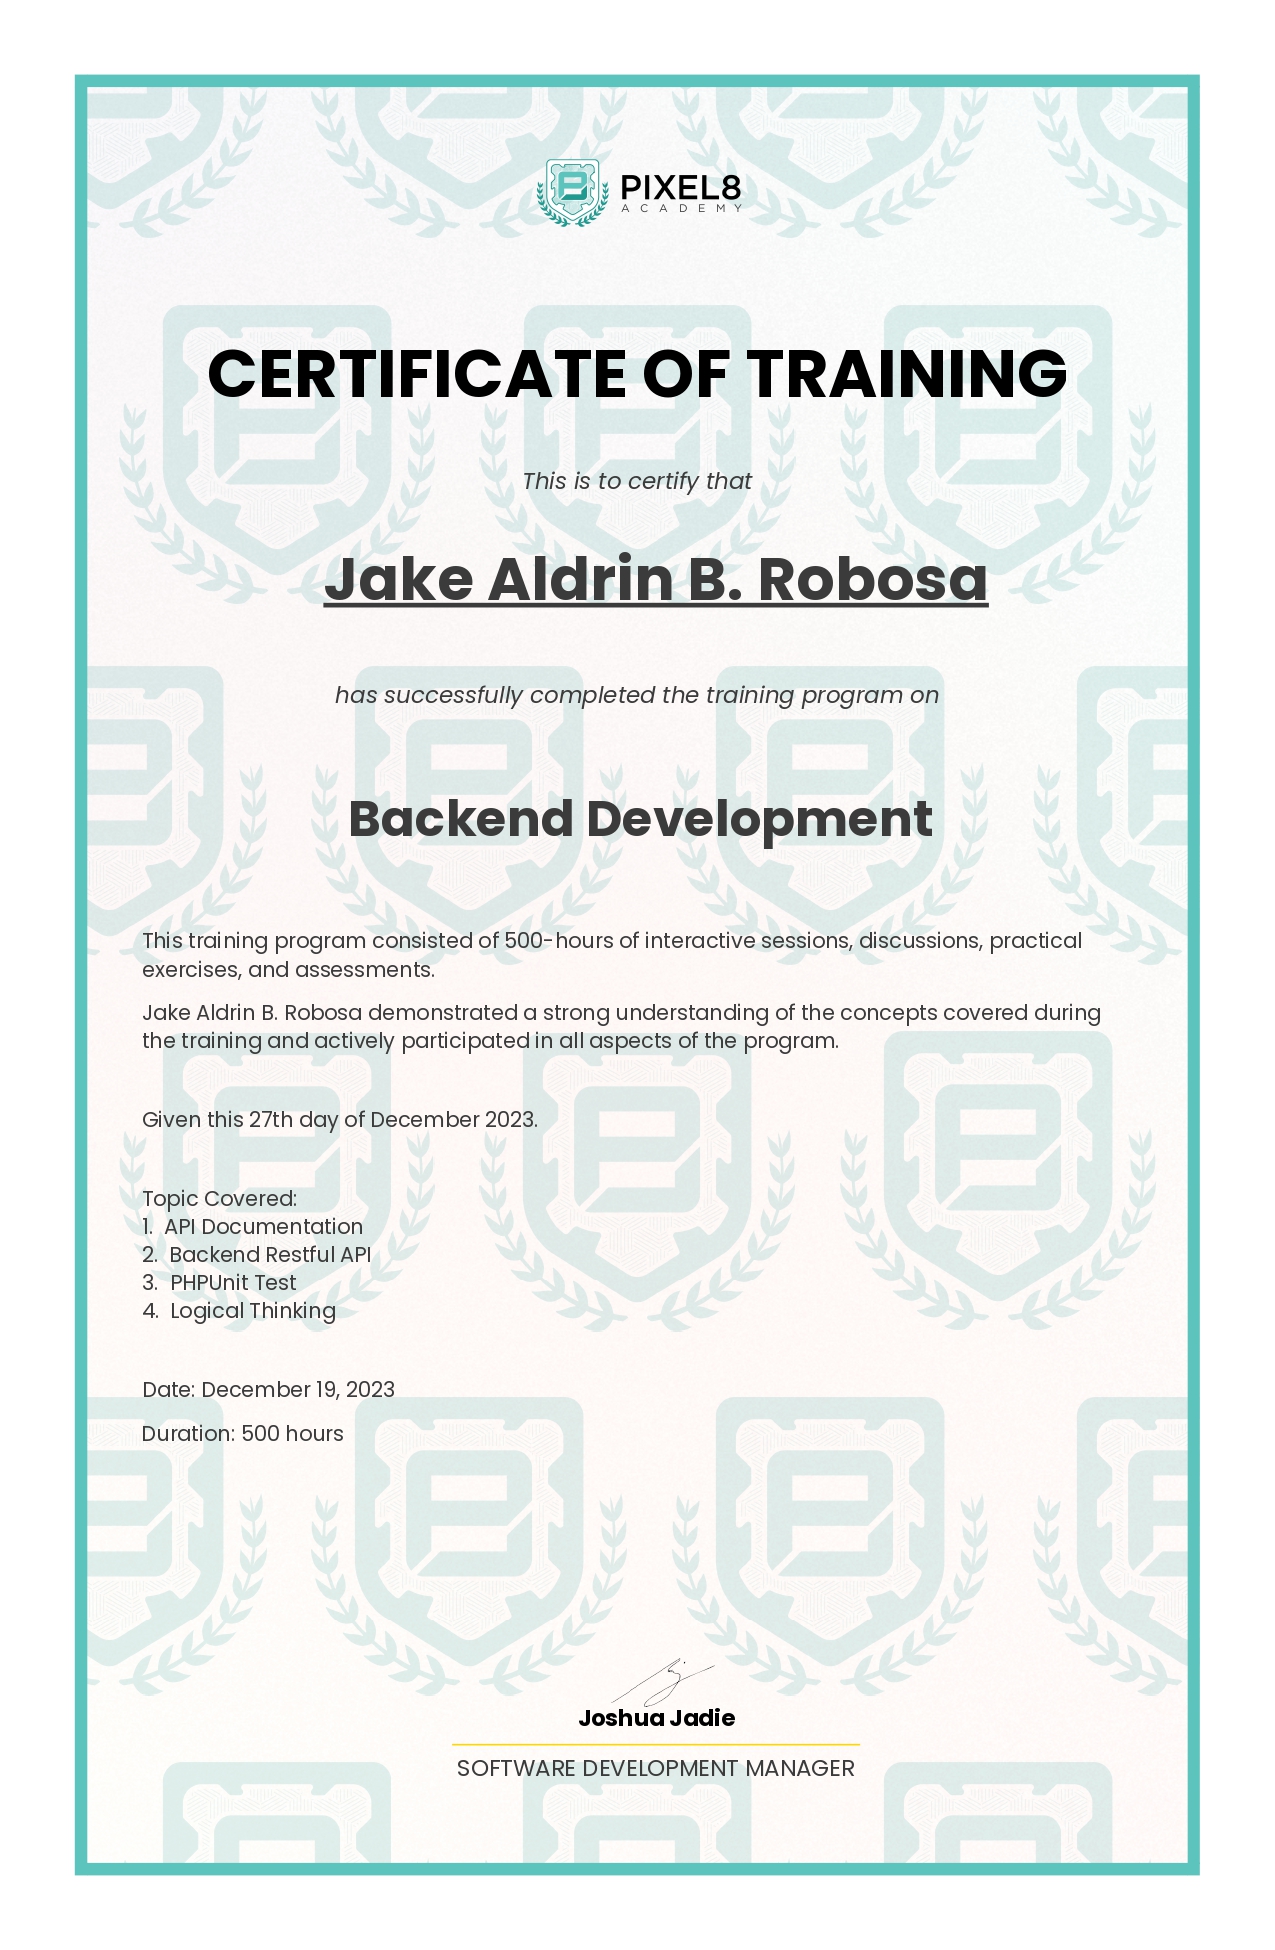 PIXEL8
ACADEMY
CERTIFICATE OF TRAINING
This is to certify that
Jake Aldrin B. Robosa
has successfully completed the training program on
Backend Development
This training program consisted of 500-hours of interactive sessions, discussions, practical
exercises, and assessments.
Jake Aldrin B. Robosa demonstrated a strong understanding of the concepts covered during
the training and actively participated in all aspects of the program.
Given this 27th day of December 2023.
Topic Covered:
1. API Documentation
2. Backend Restful API
3. PHPUnit Test
4. Logical Thinking
Date: December 19, 2023
Duration: 500 hours
Joshua Jadie
SOFTWARE DEVELOPMENT MANAGER